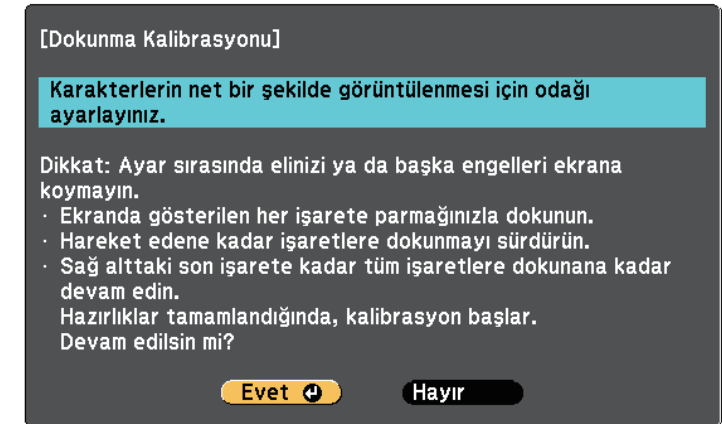 [Dokunma Kalibrasyonu]
Karakterlerin net bir şekilde görüntülenmesi için odağı
ayarlayınız.
Dikkat: Ayar sırasında elinizi ya da başka engelleri ekrana
koymayın.
· Ekranda gösterilen her işarete parmağınızla dokunun.
· Hareket edene kadar işaretlere dokunmayı sürdürün.
· Sağ alttaki son işarete kadar tüm işaretlere dokunana kadar
devam edin.
Hazırlıklar tamamlandığında, kalibrasyon başlar.
Devam edilsin mi?
Evet Hayır